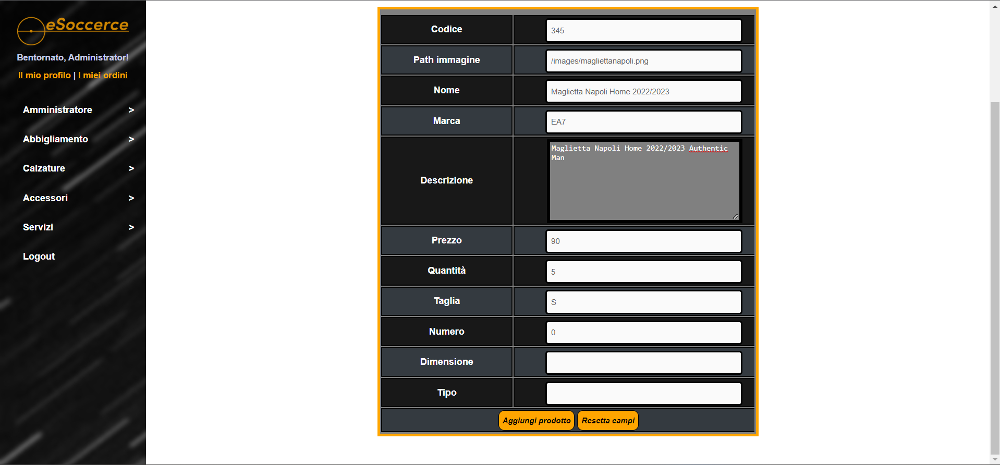 eSoccerce
Bentornato, Administrator!
Il mio profilo | I miei ordini
Amministratore >
Abbigliamento >
Calzature >
Accessori >
Servizi >
Logout
Codice 345
Path immagine /images/magliettanapoli.png
Nome Maglietta Napoli Home 2022/2023
Marca EA7
Descrizione Maglietta Napoli Home 2022/2023 Authentic
Man
Prezzo 90
Quantità 5
Taglia S
Numero 0
Dimensione
Tipo
Aggiungi prodotto Resetta campi